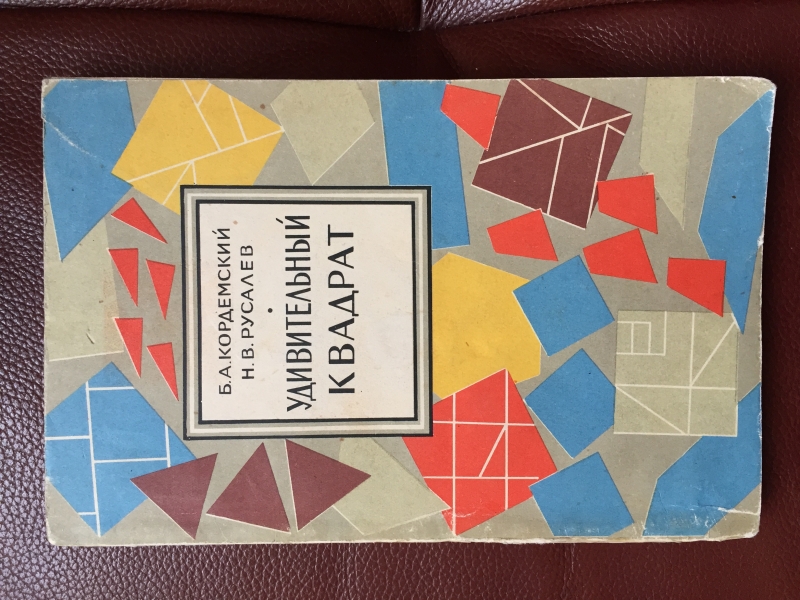 Б. А. КОРДЕМСКИЙ
Н. В. РУСАЛЕВ
•
УДИВИТЕЛЬНЫЙ
КВАДРАТ